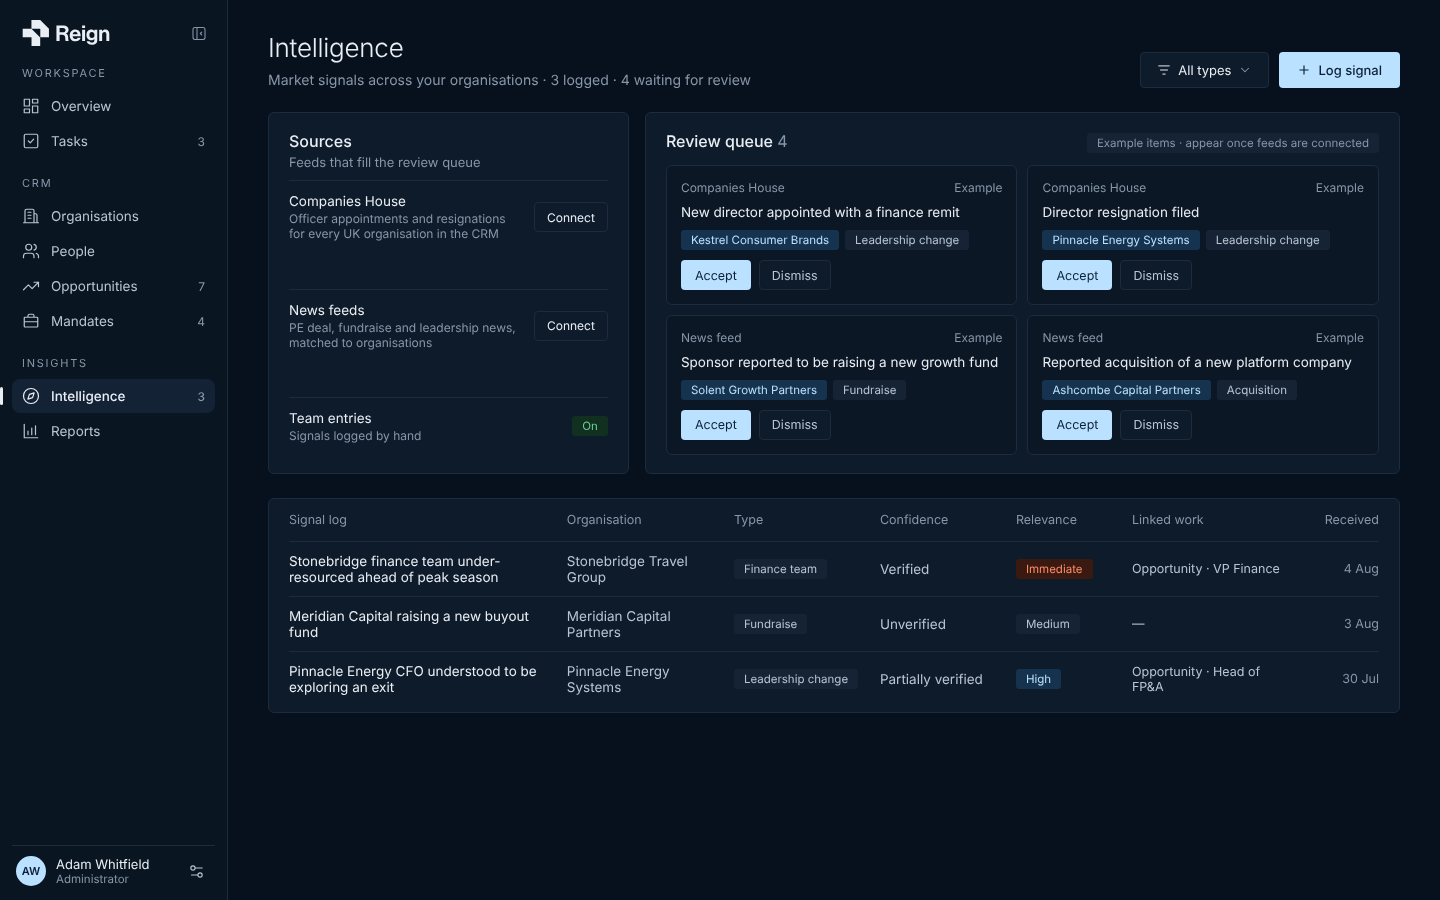 Reign
WORKSPACE
Overview
Tasks 3
CRM
Organisations
People
Opportunities 7
Mandates 4
INSIGHTS
Intelligence 3
Reports
AW
Adam Whitfield
Administrator
Intelligence
Market signals across your organisations · 3 logged · 4 waiting for review
All types
Log signal
Sources
Feeds that fill the review queue
Companies House
Officer appointments and resignations
for every UK organisation in the CRM
Connect
News feeds
PE deal, fundraise and leadership news,
matched to organisations
Connect
Team entries
Signals logged by hand
On
Review queue 4
Example items · appear once feeds are connected
Companies House Example
New director appointed with a finance remit
Kestrel Consumer Brands Leadership change
Accept Dismiss
Companies House Example
Director resignation filed
Pinnacle Energy Systems Leadership change
Accept Dismiss
News feed Example
Sponsor reported to be raising a new growth fund
Solent Growth Partners Fundraise
Accept Dismiss
News feed Example
Reported acquisition of a new platform company
Ashcombe Capital Partners Acquisition
Accept Dismiss
Signal log Organisation Type Confidence Relevance Linked work Received
Stonebridge finance team under-
resourced ahead of peak season
Stonebridge Travel
Group
Finance team
Verified
Immediate
Opportunity · VP Finance
4 Aug
Meridian Capital raising a new buyout
fund
Meridian Capital
Partners
Fundraise
Unverified
Medium
—
3 Aug
Pinnacle Energy CFO understood to be
exploring an exit
Pinnacle Energy
Systems
Leadership change
Partially verified
High
Opportunity · Head of
FP&A
30 Jul